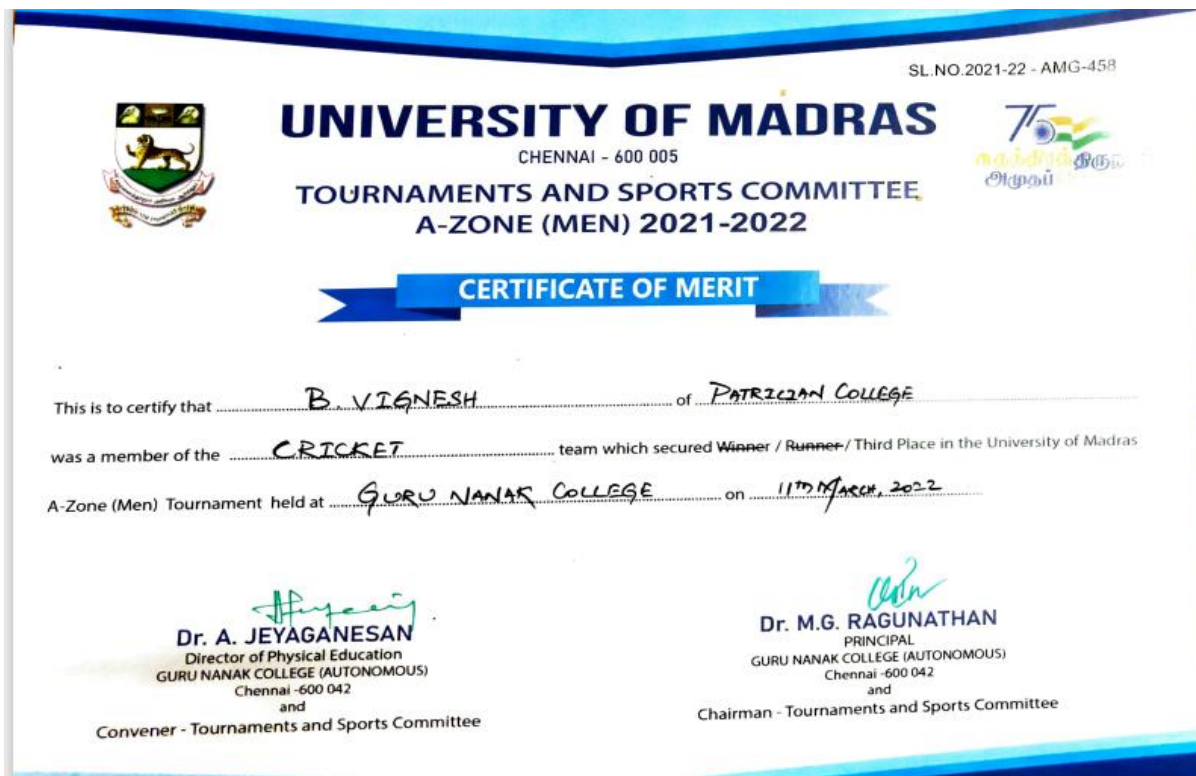 SL.NO.2021-22 - AMG-458
UNIVERSITY OF MADRAS
CHENNAI - 600 005
TOURNAMENTS AND SPORTS COMMITTEE
A-ZONE (MEN) 2021-2022
75
அமுதப்
CERTIFICATE OF MERIT
This is to certify that B. VIGNESH of PATRICIAN COLLEGE
was a member of the CRICKET team which secured Winner / Runner / Third Place in the University of Madras
A-Zone (Men) Tournament held at GURU NANAK COLLEGE on 11TH MARCH, 2022
Dr. A. JEYAGANESAN
Director of Physical Education
GURU NANAK COLLEGE (AUTONOMOUS)
Chennai -600 042
and
Convener - Tournaments and Sports Committee
Dr. M.G. RAGUNATHAN
PRINCIPAL
GURU NANAK COLLEGE (AUTONOMOUS)
Chennai -600 042
and
Chairman - Tournaments and Sports Committee